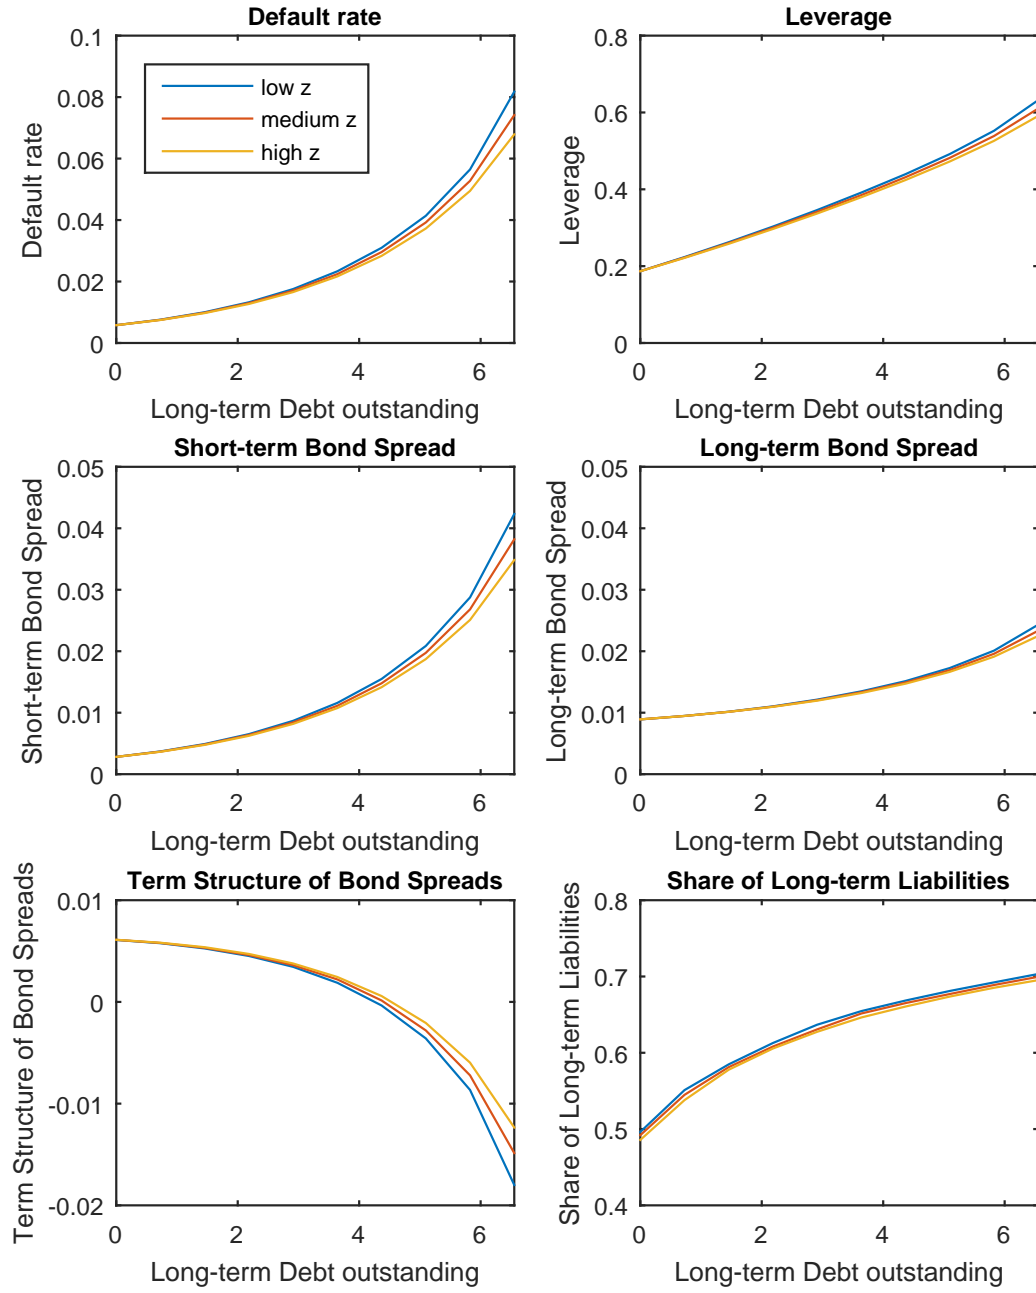 Default rate
0.1
0.08
0.06
0.04
0.02
0
Default rate
low z
medium z
high z
0 2 4 6
Long-term Debt outstanding
Leverage
0.8
0.6
0.4
0.2
0
Leverage
0 2 4 6
Long-term Debt outstanding
Short-term Bond Spread
0.05
0.04
0.03
0.02
0.01
0
Short-term Bond Spread
0 2 4 6
Long-term Debt outstanding
Long-term Bond Spread
0.05
0.04
0.03
0.02
0.01
0
Long-term Bond Spread
0 2 4 6
Long-term Debt outstanding
Term Structure of Bond Spreads
0.01
0
-0.01
-0.02
Term Structure of Bond Spreads
0 2 4 6
Long-term Debt outstanding
Share of Long-term Liabilities
0.8
0.7
0.6
0.5
0.4
Share of Long-term Liabilities
0 2 4 6
Long-term Debt outstanding